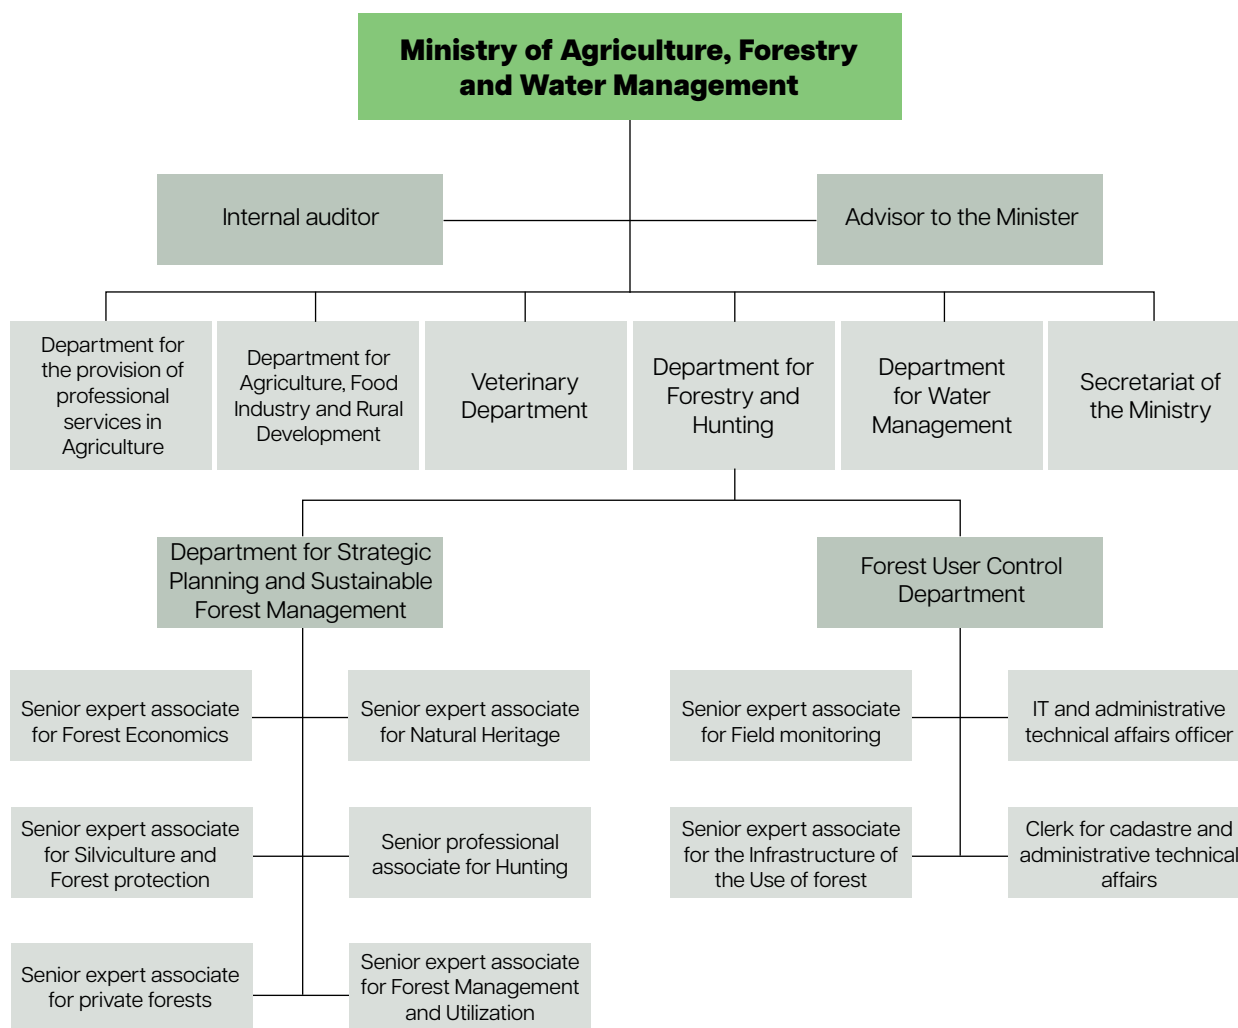 Ministry of Agriculture, Forestry
and Water Management
Internal auditor
Advisor to the Minister
Department for
the provision of
professional
services in
Agriculture
Department for
Agriculture, Food
Industry and Rural
Development
Veterinary
Department
Department for
Forestry and
Hunting
Department
for Water
Management
Secretariat of
the Ministry
Department for Strategic
Planning and Sustainable
Forest Management
Forest User Control
Department
Senior expert associate
for Forest Economics
Senior expert associate
for Natural Heritage
Senior expert associate
for Field monitoring
IT and administrative
technical affairs officer
Senior expert associate
for Silviculture and
Forest protection
Senior professional
associate for Hunting
Senior expert associate
for the Infrastructure of
the Use of forest
Clerk for cadastre and
administrative technical
affairs
Senior expert associate
for private forests
Senior expert associate
for Forest Management
and Utilization